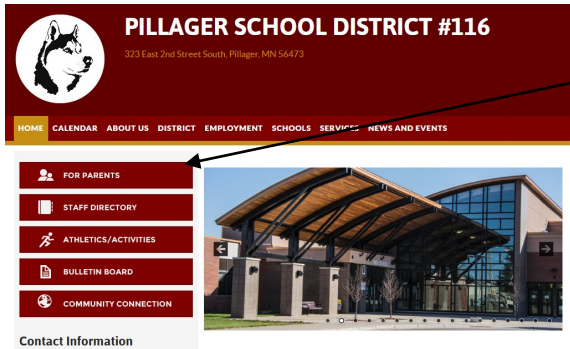 PILLAGER SCHOOL DISTRICT #116
323 East 2nd Street South, Pillager, MN 56473
HOME CALENDAR ABOUT US DISTRICT EMPLOYMENT SCHOOLS SERVICES NEWS AND EVENTS
FOR PARENTS
STAFF DIRECTORY
ATHLETICS/ACTIVITIES
BULLETIN BOARD
COMMUNITY CONNECTION
Contact Information